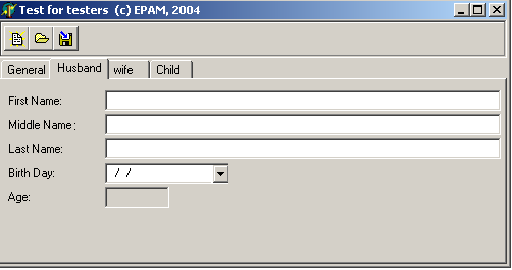 Test for testers (c) EPAM, 2004
General Husband wife Child
First Name:
Middle Name:
Last Name:
Birth Day: / /
Age: